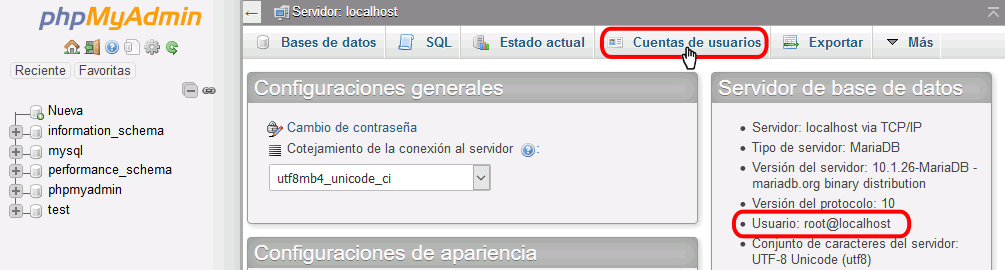 phpMyAdmin
Reciente Favoritas
Nueva
information_schema
mysql
performance_schema
phpmyadmin
test
Servidor: localhost
Bases de datos SQL Estado actual Cuentas de usuarios Exportar Más
Configuraciones generales
Cambio de contraseña
Cotejamiento de la conexión al servidor :
utf8mb4_unicode_ci
Configuraciones de apariencia
Servidor de base de datos
Servidor: localhost via TCP/IP
Tipo de servidor: MariaDB
Versión del servidor: 10.1.26-MariaDB -
mariadb.org binary distribution
Versión del protocolo: 10
Usuario: root@localhost
Conjunto de caracteres del servidor:
UTF-8 Unicode (utf8)